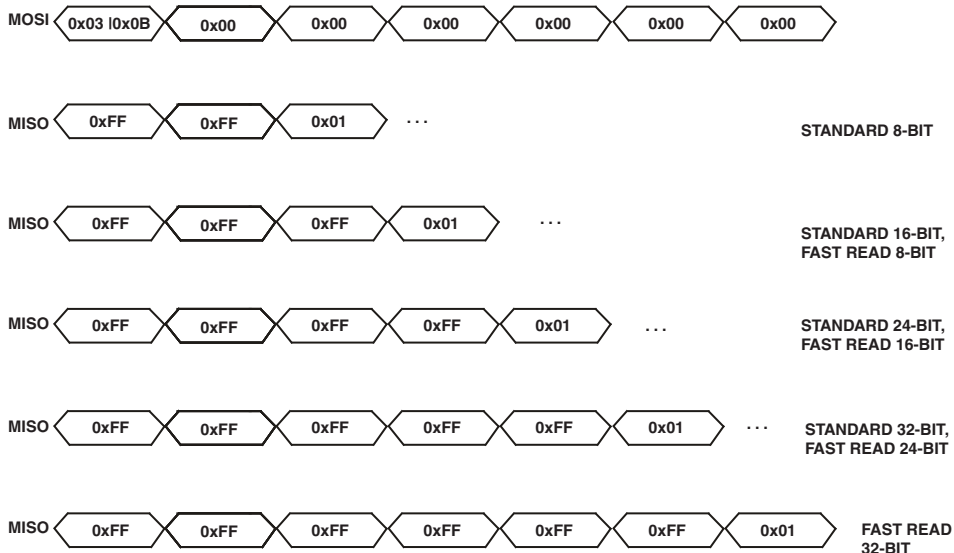 MOSI 0x03 |0x0B 0x00 0x00 0x00 0x00 0x00 0x00
MISO 0xFF 0xFF 0x01 ... STANDARD 8-BIT
MISO 0xFF 0xFF 0xFF 0x01 ... STANDARD 16-BIT,
FAST READ 8-BIT
MISO 0xFF 0xFF 0xFF 0xFF 0x01 ... STANDARD 24-BIT,
FAST READ 16-BIT
MISO 0xFF 0xFF 0xFF 0xFF 0xFF 0x01 ... STANDARD 32-BIT,
FAST READ 24-BIT
MISO 0xFF 0xFF 0xFF 0xFF 0xFF 0xFF 0x01 FAST READ
32-BIT